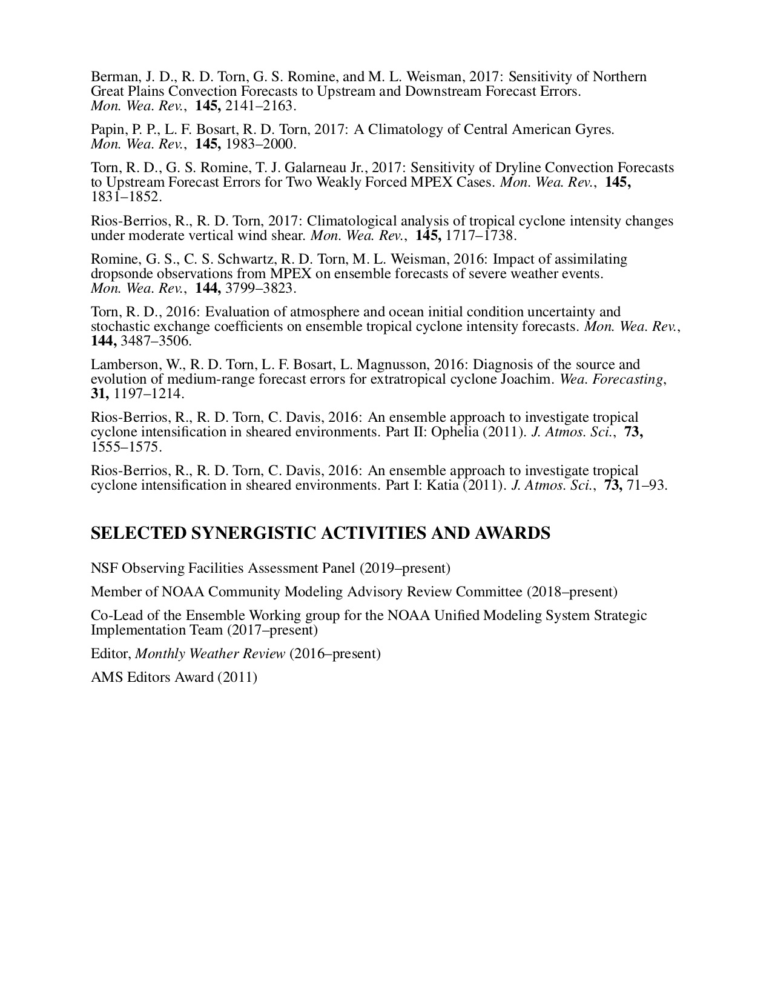 Berman, J. D., R. D. Torn, G. S. Romine, and M. L. Weisman, 2017: Sensitivity of Northern
Great Plains Convection Forecasts to Upstream and Downstream Forecast Errors.
Mon. Wea. Rev., 145, 2141–2163.
Papin, P. P., L. F. Bosart, R. D. Torn, 2017: A Climatology of Central American Gyres.
Mon. Wea. Rev., 145, 1983–2000.
Torn, R. D., G. S. Romine, T. J. Galarneau Jr., 2017: Sensitivity of Dryline Convection Forecasts
to Upstream Forecast Errors for Two Weakly Forced MPEX Cases. Mon. Wea. Rev., 145,
1831–1852.
Rios-Berrios, R., R. D. Torn, 2017: Climatological analysis of tropical cyclone intensity changes
under moderate vertical wind shear. Mon. Wea. Rev., 145, 1717–1738.
Romine, G. S., C. S. Schwartz, R. D. Torn, M. L. Weisman, 2016: Impact of assimilating
dropsonde observations from MPEX on ensemble forecasts of severe weather events.
Mon. Wea. Rev., 144, 3799–3823.
Torn, R. D., 2016: Evaluation of atmosphere and ocean initial condition uncertainty and
stochastic exchange coefficients on ensemble tropical cyclone intensity forecasts. Mon. Wea. Rev.,
144, 3487–3506.
Lamberson, W., R. D. Torn, L. F. Bosart, L. Magnusson, 2016: Diagnosis of the source and
evolution of medium-range forecast errors for extratropical cyclone Joachim. Wea. Forecasting,
31, 1197–1214.
Rios-Berrios, R., R. D. Torn, C. Davis, 2016: An ensemble approach to investigate tropical
cyclone intensification in sheared environments. Part II: Ophelia (2011). J. Atmos. Sci., 73,
1555–1575.
Rios-Berrios, R., R. D. Torn, C. Davis, 2016: An ensemble approach to investigate tropical
cyclone intensification in sheared environments. Part I: Katia (2011). J. Atmos. Sci., 73, 71–93.
SELECTED SYNERGISTIC ACTIVITIES AND AWARDS
NSF Observing Facilities Assessment Panel (2019–present)
Member of NOAA Community Modeling Advisory Review Committee (2018–present)
Co-Lead of the Ensemble Working group for the NOAA Unified Modeling System Strategic
Implementation Team (2017–present)
Editor, Monthly Weather Review (2016–present)
AMS Editors Award (2011)